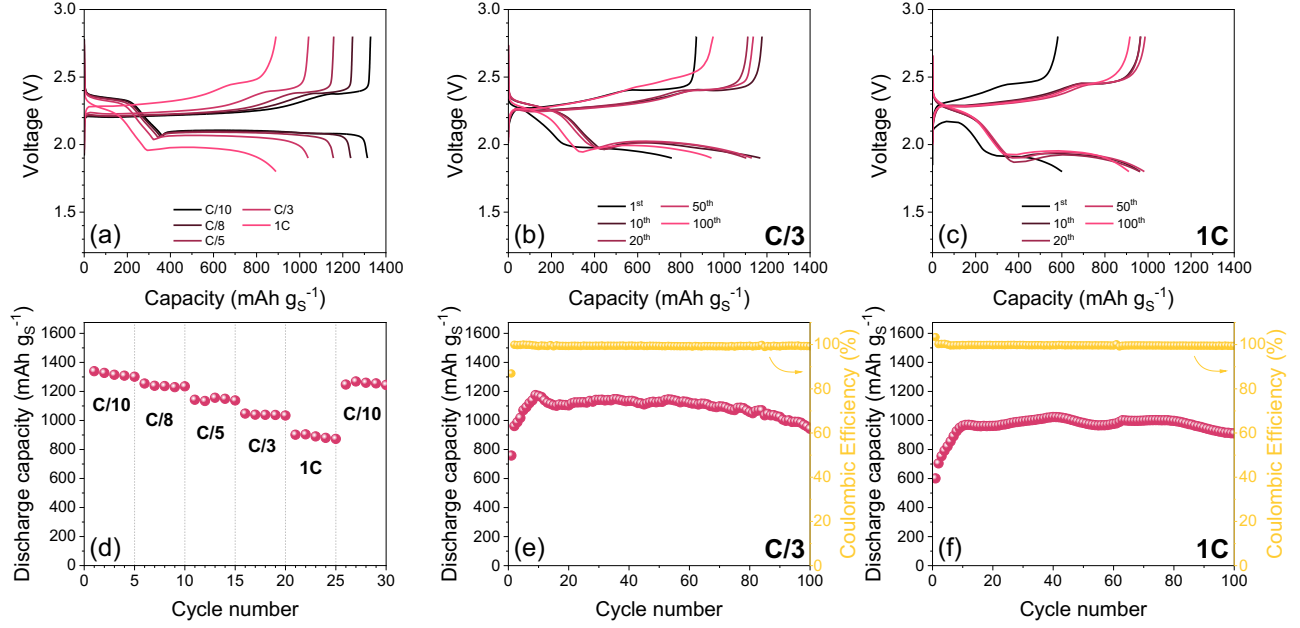 3.0
2.5
2.0
1.5
Voltage (V)
C/10
C/8
C/5
C/3
1C
(a)
0 200 400 600 800 1000 1200 1400
Capacity (mAh gS-1)
3.0
2.5
2.0
1.5
Voltage (V)
1st
10th
20th
50th
100th
(b)
C/3
0 200 400 600 800 1000 1200 1400
Capacity (mAh gS-1)
3.0
2.5
2.0
1.5
Voltage (V)
1st
10th
20th
50th
100th
(c)
1C
0 200 400 600 800 1000 1200 1400
Capacity (mAh gS-1)
1600
1400
1200
1000
800
600
400
200
0
Discharge capacity (mAh gS-1)
C/10
C/8
C/5
C/3
1C
C/10
(d)
0 5 10 15 20 25 30
Cycle number
1600
1400
1200
1000
800
600
400
200
0
Discharge capacity (mAh gS-1)
(e)
C/3
0 20 40 60 80 100
Cycle number
100
80
60
40
20
0
Coulombic Efficiency (%)
1600
1400
1200
1000
800
600
400
200
0
Discharge capacity (mAh gS-1)
(f)
1C
0 20 40 60 80 100
Cycle number
100
80
60
40
20
0
Coulombic Efficiency (%)